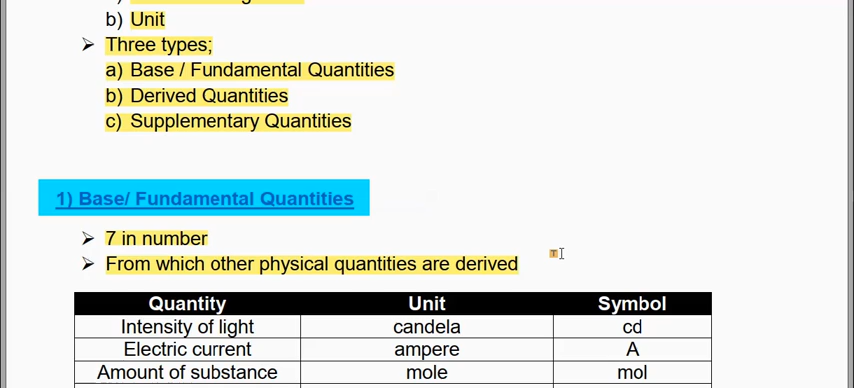 b) Unit
➢ Three types;
a) Base / Fundamental Quantities
b) Derived Quantities
c) Supplementary Quantities
1) Base/ Fundamental Quantities
➢ 7 in number
➢ From which other physical quantities are derived
Quantity Unit Symbol
Intensity of light candela cd
Electric current ampere A
Amount of substance mole mol